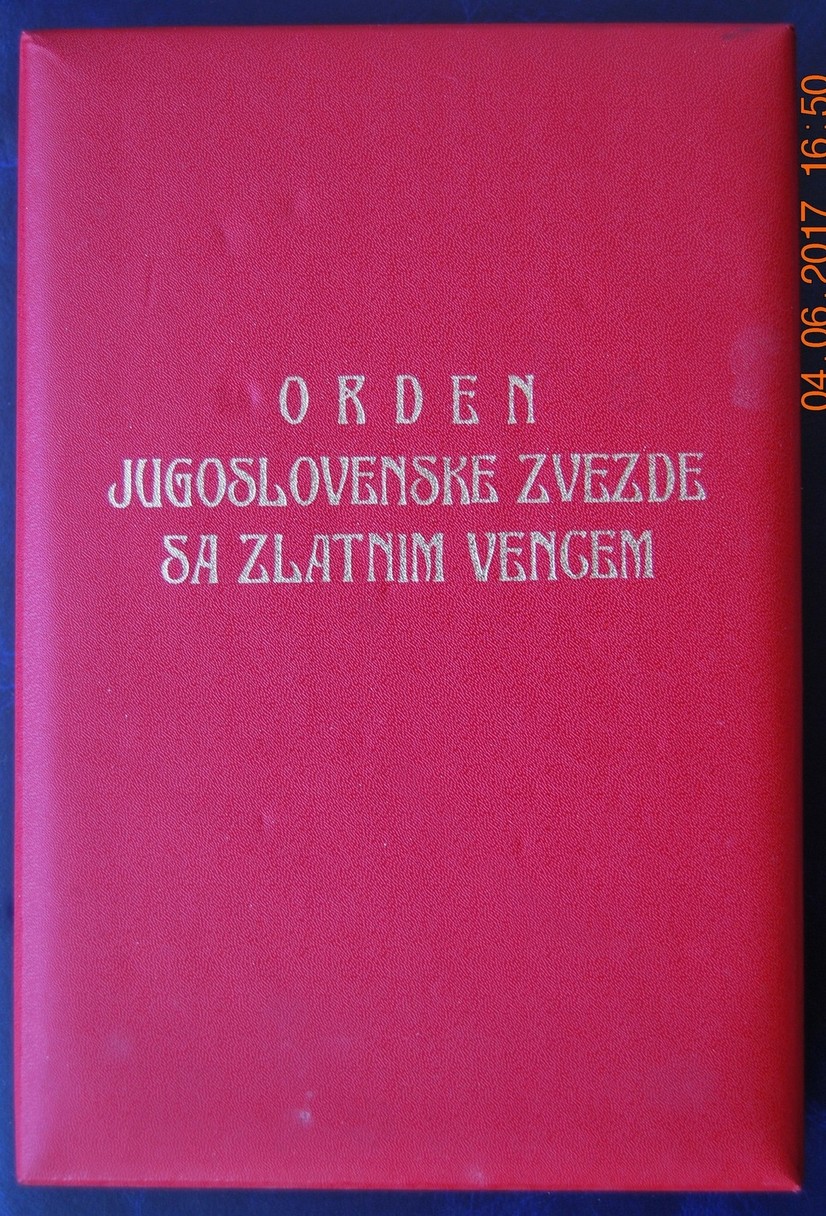 ORDEN
JUGOSLOVENSKE ZVEZDE
SA ZLATNIM VENCEM
04.06.2017 16:50